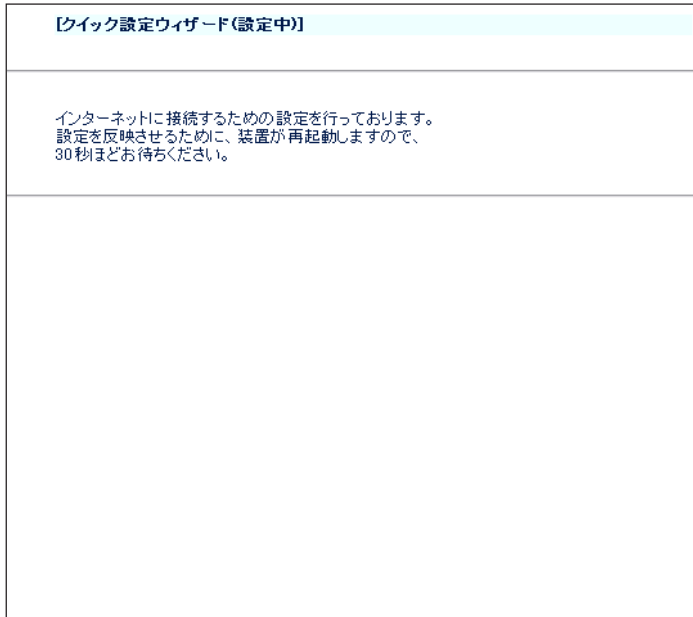 [クイック設定ウィザード(設定中)]
インターネットに接続するための設定を行っております。
設定を反映させるために、装置が再起動しますので、
30秒ほどお待ちください。